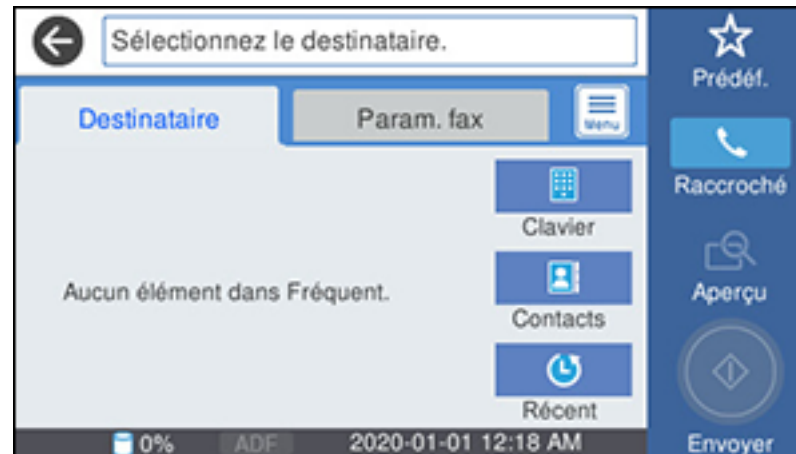 Sélectionnez le destinataire.
Prédéf.
Destinataire
Param. fax
Menu
Raccroché
Clavier
Aucun élément dans Fréquent.
Aperçu
Contacts
Récent
0%
ADF
2020-01-01 12:18 AM
Envoyer